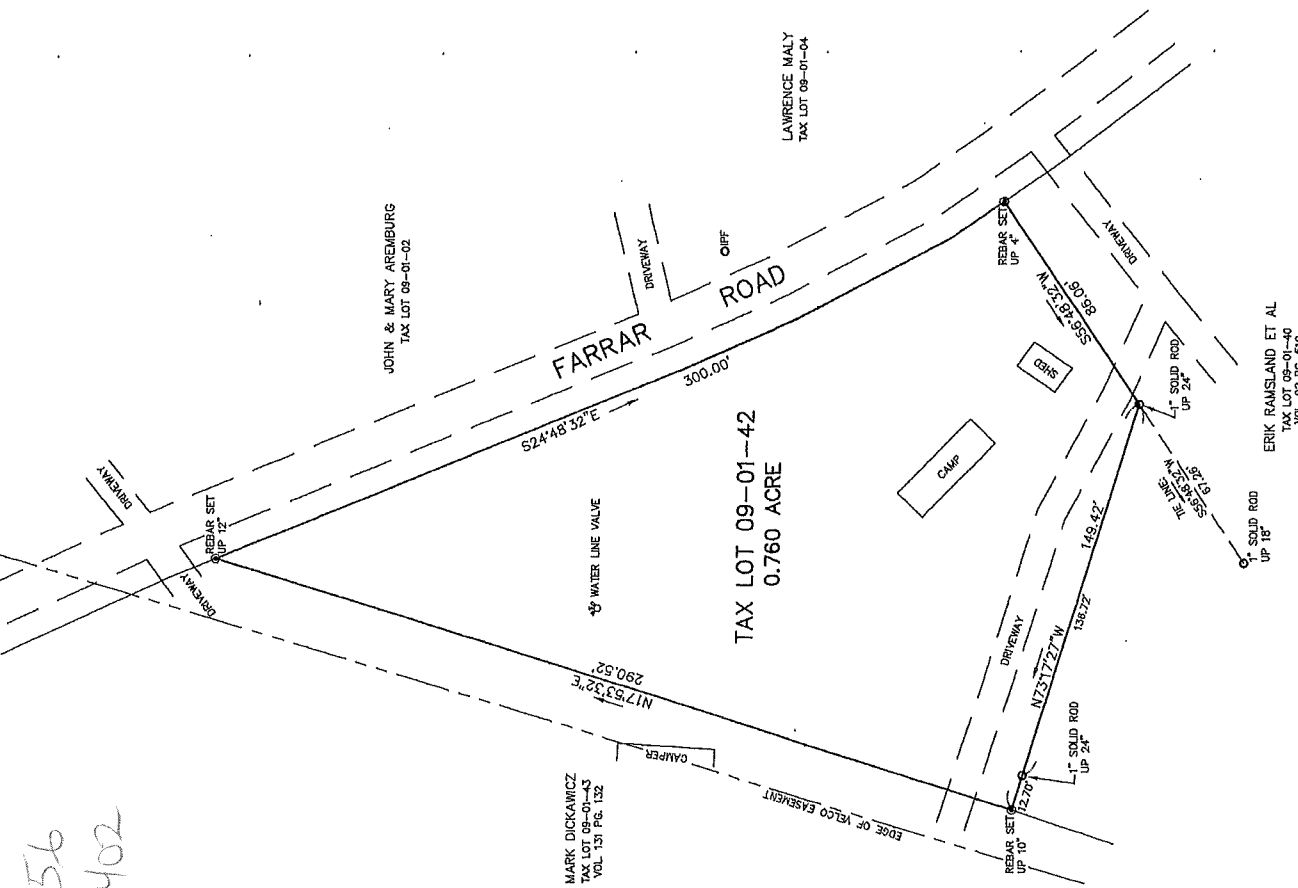 56
402
LAWRENCE MALY
TAX LOT 09-01-04
JOHN & MARY AREMBURG
TAX LOT 09-01-02
DRIVEWAY
OIPF
FARRAR ROAD
300.00'
S24°48'32"E
DRIVEWAY
REBAR SET
UP 12"
DRIVEWAY
WATER LINE VALVE
TAX LOT 09-01-42
0.760 ACRE
REBAR SET
UP 4"
S56°48'32"W
86.06'
DRIVEWAY
SHED
CAMP
1" SOLID ROD
UP 24"
TIE LINE:
S56°48'32"W
67.26'
1" SOLID ROD
UP 18"
ERIK RAMSLAND ET AL
TAX LOT 09-01-40
149.42'
136.72'
N73°17'27"W
DRIVEWAY
1" SOLID ROD
UP 24"
12.70'
REBAR SET
UP 10"
N17°53'32"E
290.52'
CAMPER
EDGE OF VELCO EASEMENT
MARK DICKAWICZ
TAX LOT 09-01-43
VOL. 131 PG. 132